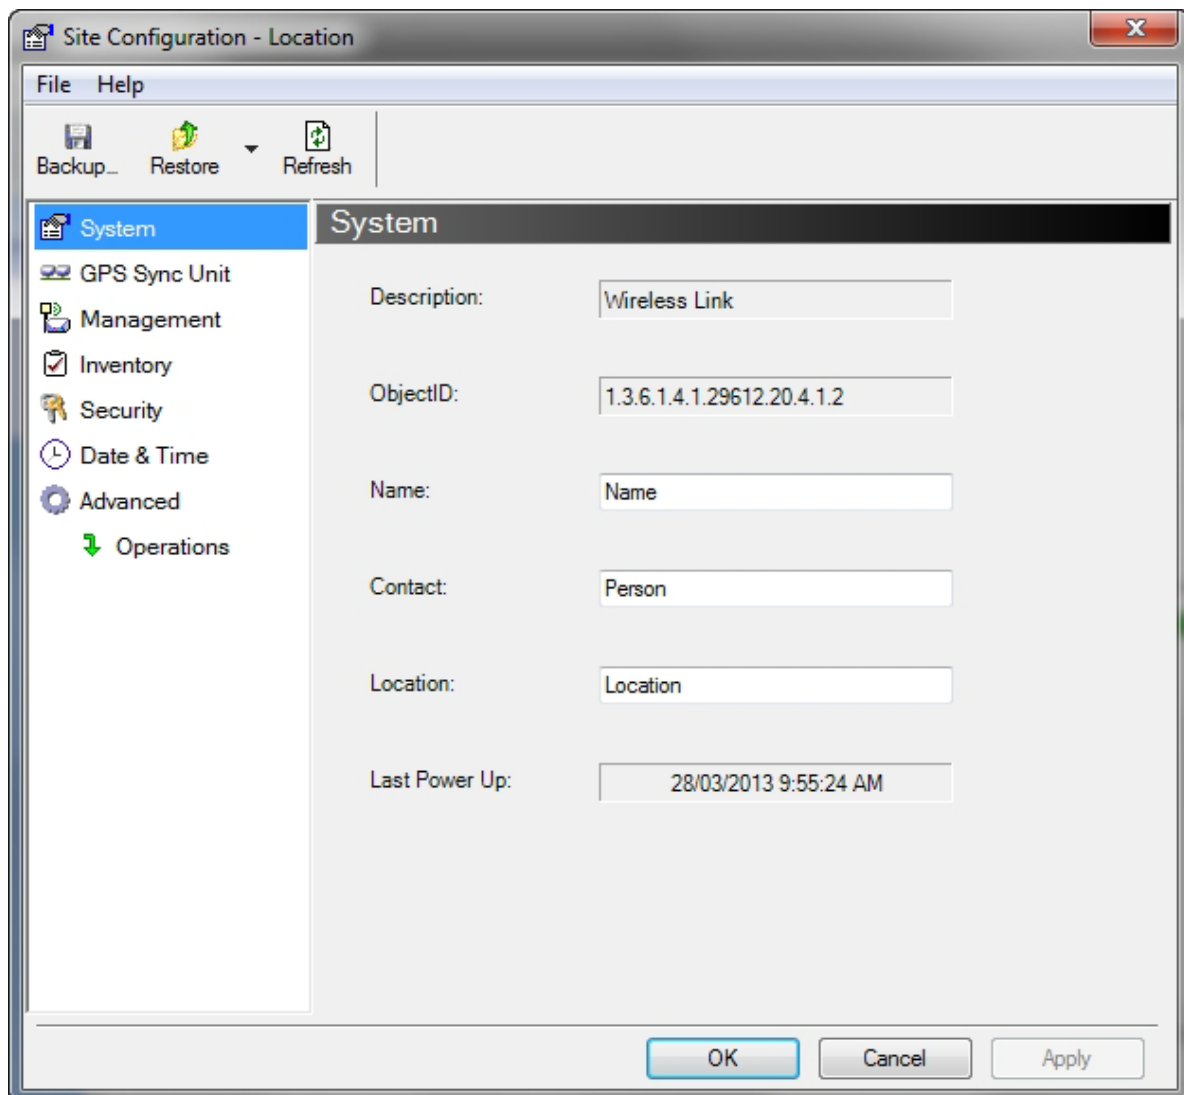 Site Configuration - Location
File Help
Backup... Restore Refresh
System
GPS Sync Unit
Management
Inventory
Security
Date & Time
Advanced
Operations
System
Description: Wireless Link
ObjectID: 1.3.6.1.4.1.29612.20.4.1.2
Name: Name
Contact: Person
Location: Location
Last Power Up: 28/03/2013 9:55:24 AM
OK Cancel Apply